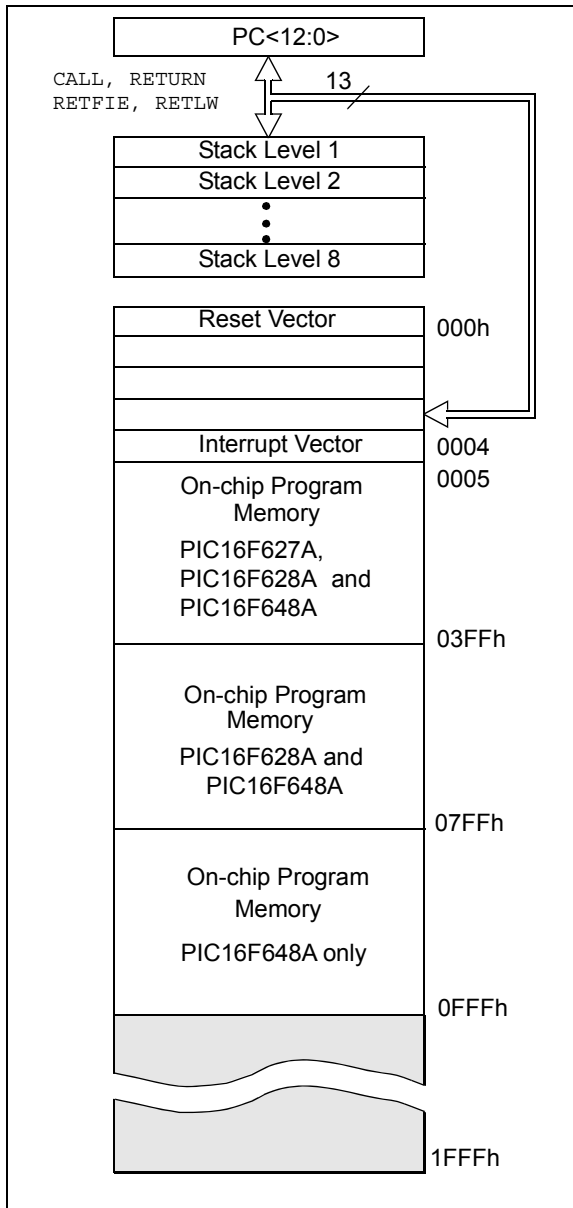 PC<12:0>
CALL, RETURN
RETFIE, RETLW
13
Stack Level 1
Stack Level 2
Stack Level 8
Reset Vector
000h
Interrupt Vector
0004
0005
On-chip Program
Memory
PIC16F627A,
PIC16F628A and
PIC16F648A
03FFh
On-chip Program
Memory
PIC16F628A and
PIC16F648A
07FFh
On-chip Program
Memory
PIC16F648A only
0FFFh
1FFFh